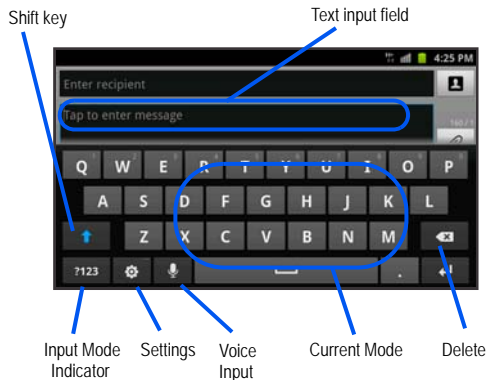 Shift key
Text input field
4:25 PM
Enter recipient
Tap to enter message
160 / 1
Q W E R T Y U I O P
A S D F G H J K L
Z X C V B N M
?123 .
Input Mode
Indicator
Settings
Voice
Input
Current Mode
Delete